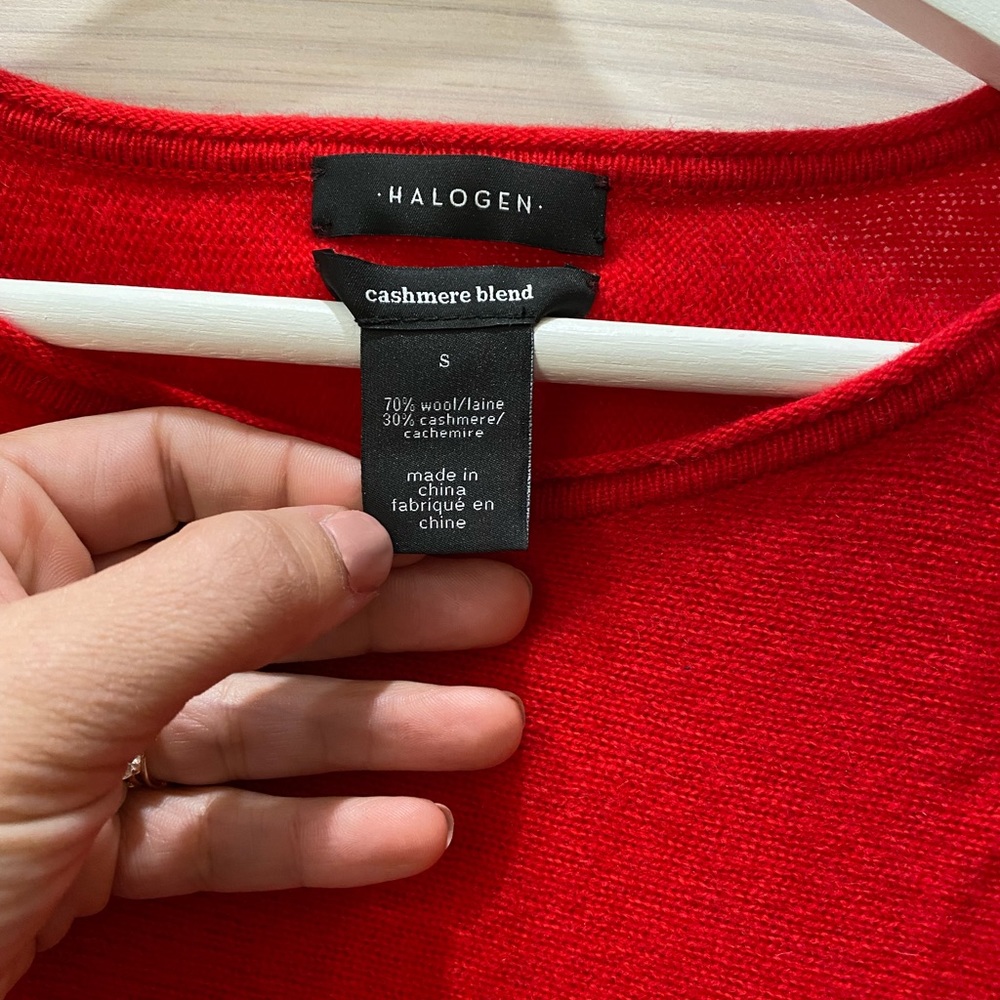 ·HALOGEN·
cashmere blend
S
70% wool/laine
30% cashmere/
cachemire
made in
china
fabriqué en
chine